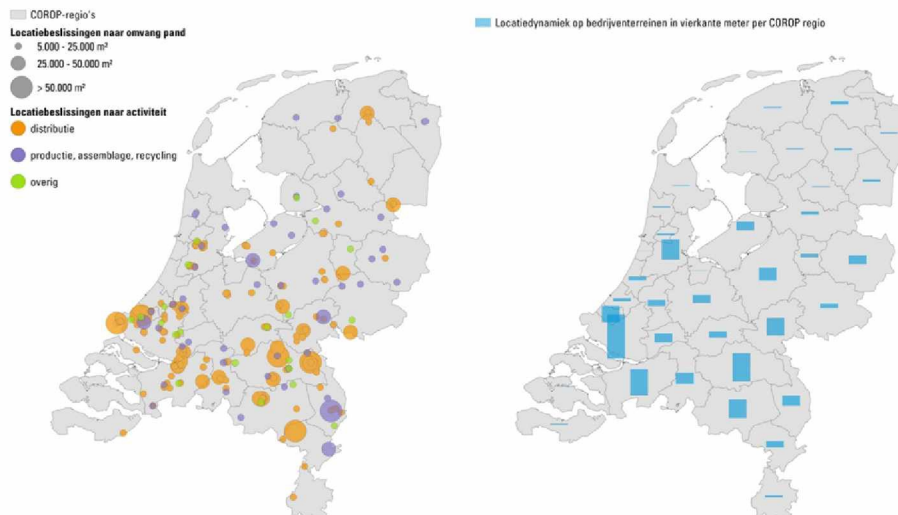 COROP-regio's
Locatiebeslissingen naar omvang pand
5.000 - 25.000 m²
25.000 - 50.000 m²
> 50.000 m²
Locatiebeslissingen naar activiteit
distributie
productie, assemblage, recycling
overig
Locatiedynamiek op bedrijventerreinen in vierkante meter per COROP regio